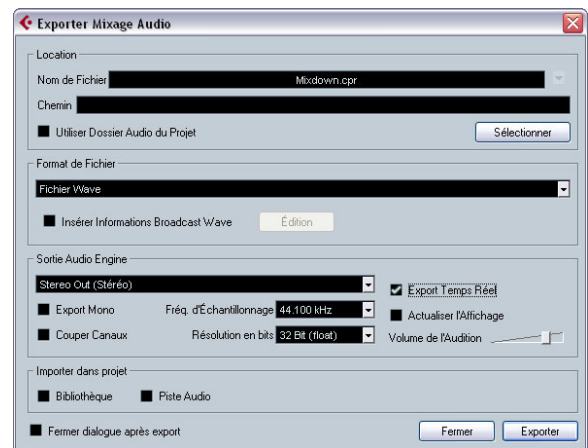 Exporter Mixage Audio
Location
Nom de Fichier Mixdown.cpr
Chemin
Utiliser Dossier Audio du Projet Sélectionner
Format de Fichier
Fichier Wave
Insérer Informations Broadcast Wave Édition
Sortie Audio Engine
Stereo Out (Stéréo) Export Temps Réel
Export Mono Fréq. d'Échantillonnage 44.100 kHz Actualiser l'Affichage
Couper Canaux Résolution en bits 32 Bit (float) Volume de l'Audition
Importer dans projet
Bibliothèque Piste Audio
Fermer dialogue après export Fermer Exporter